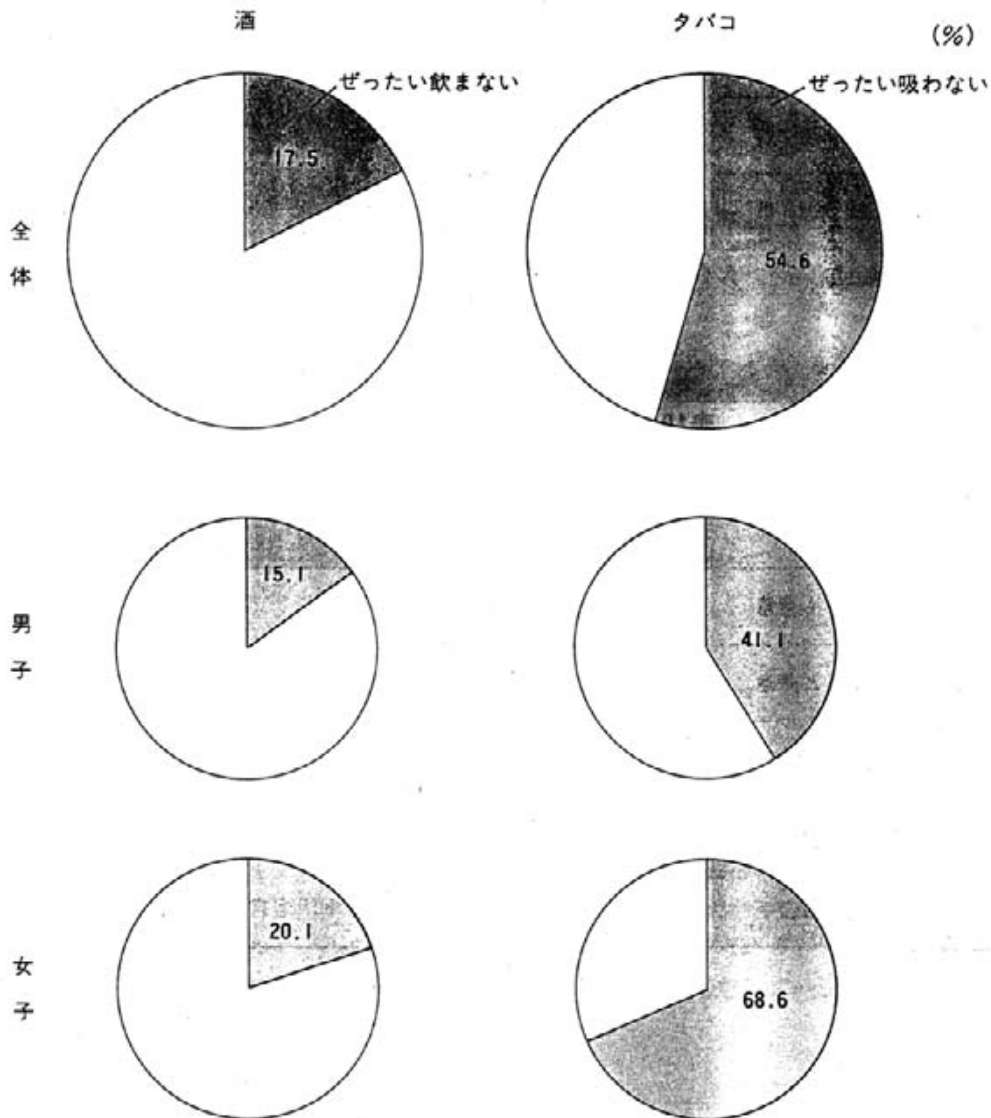 酒
タバコ
(%)
ぜったい飲まない
ぜったい吸わない
17.5
54.6
全体
15.1
41.1
男子
20.1
68.6
女子